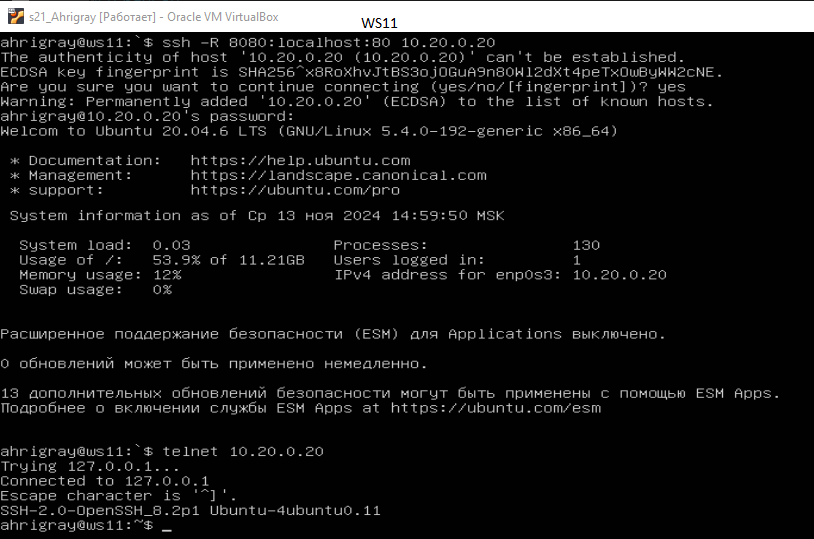 s21_Ahrigray [Работает] - Oracle VM VirtualBox
WS11
ahrigray@ws11:`$ ssh -R 8080:localhost:80 10.20.0.20
The authenticity of host '10.20.0.20 (10.20.0.20)' can't be established.
ECDSA key fingerprint is SHA256^x8RoXhvJtBS3ojOGuA9n80Wl2dXt4peTxOwByWW2cNE.
Are you sure you want to continue connecting (yes/no/[fingerprint])? yes
Warning: Permanently added '10.20.0.20' (ECDSA) to the list of known hosts.
ahrigray@10.20.0.20's password:
Welcom to Ubuntu 20.04.6 LTS (GNU/Linux 5.4.0-192-generic x86_64)
* Documentation: https://help.ubuntu.com
* Management: https://landscape.canonical.com
* support: https://ubuntu.com/pro
System information as of Ср 13 ноя 2024 14:59:50 MSK
System load: 0.03 Processes: 130
Usage of /: 53.9% of 11.21GB Users logged in: 1
Memory usage: 12% IPv4 address for enp0s3: 10.20.0.20
Swap usage: 0%
Расширенное поддержание безопасности (ESM) для Applications выключено.
0 обновлений может быть применено немедленно.
13 дополнительных обновлений безопасности могут быть применены с помощью ESM Apps.
Подробнее о включении службы ESM Apps at https://ubuntu.com/esm
ahrigray@ws11:`$ telnet 10.20.0.20
Trying 127.0.0.1...
Connected to 127.0.0.1
Escape character is '^]'.
SSH-2.0-OpenSSH_8.2p1 Ubuntu-4ubuntu0.11
ahrigray@ws11:~$ _